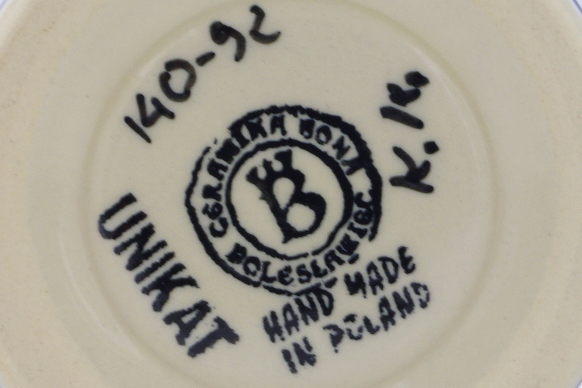 140-92
K.K.
CERAMIKA BONA
B
BOLESŁAWIEC
UNIKAT
HAND MADE
IN POLAND